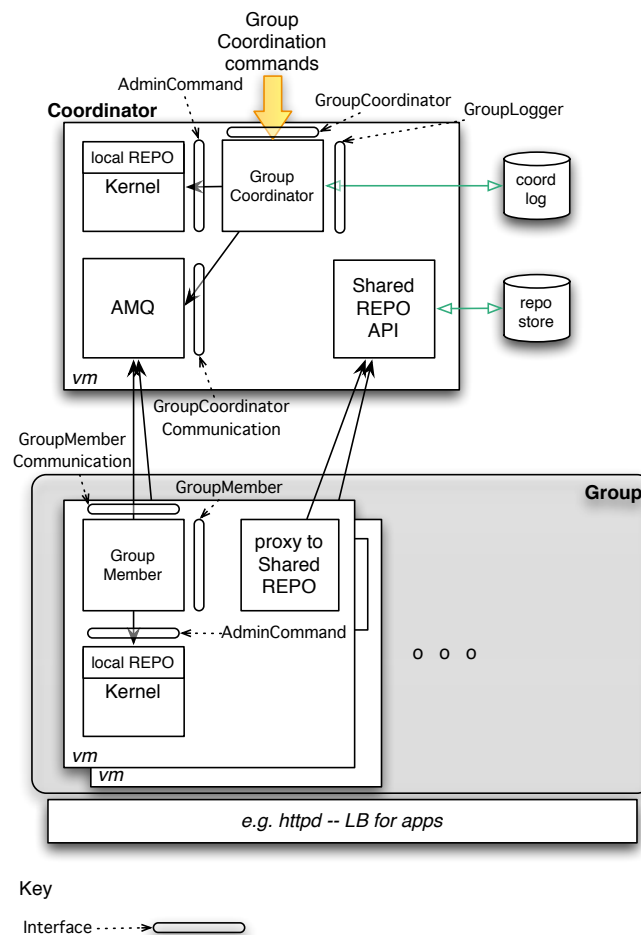 Group
Coordination
commands
AdminCommand
GroupCoordinator
GroupLogger
Coordinator
local REPO
Kernel
Group
Coordinator
coord
log
AMQ
Shared
REPO
API
repo
store
vm
GroupCoordinator
Communication
GroupMember
Communication
GroupMember
Group
Group
Member
proxy to
Shared
REPO
AdminCommand
local REPO
Kernel
o o o
vm
vm
e.g. httpd -- LB for apps
Key
Interface